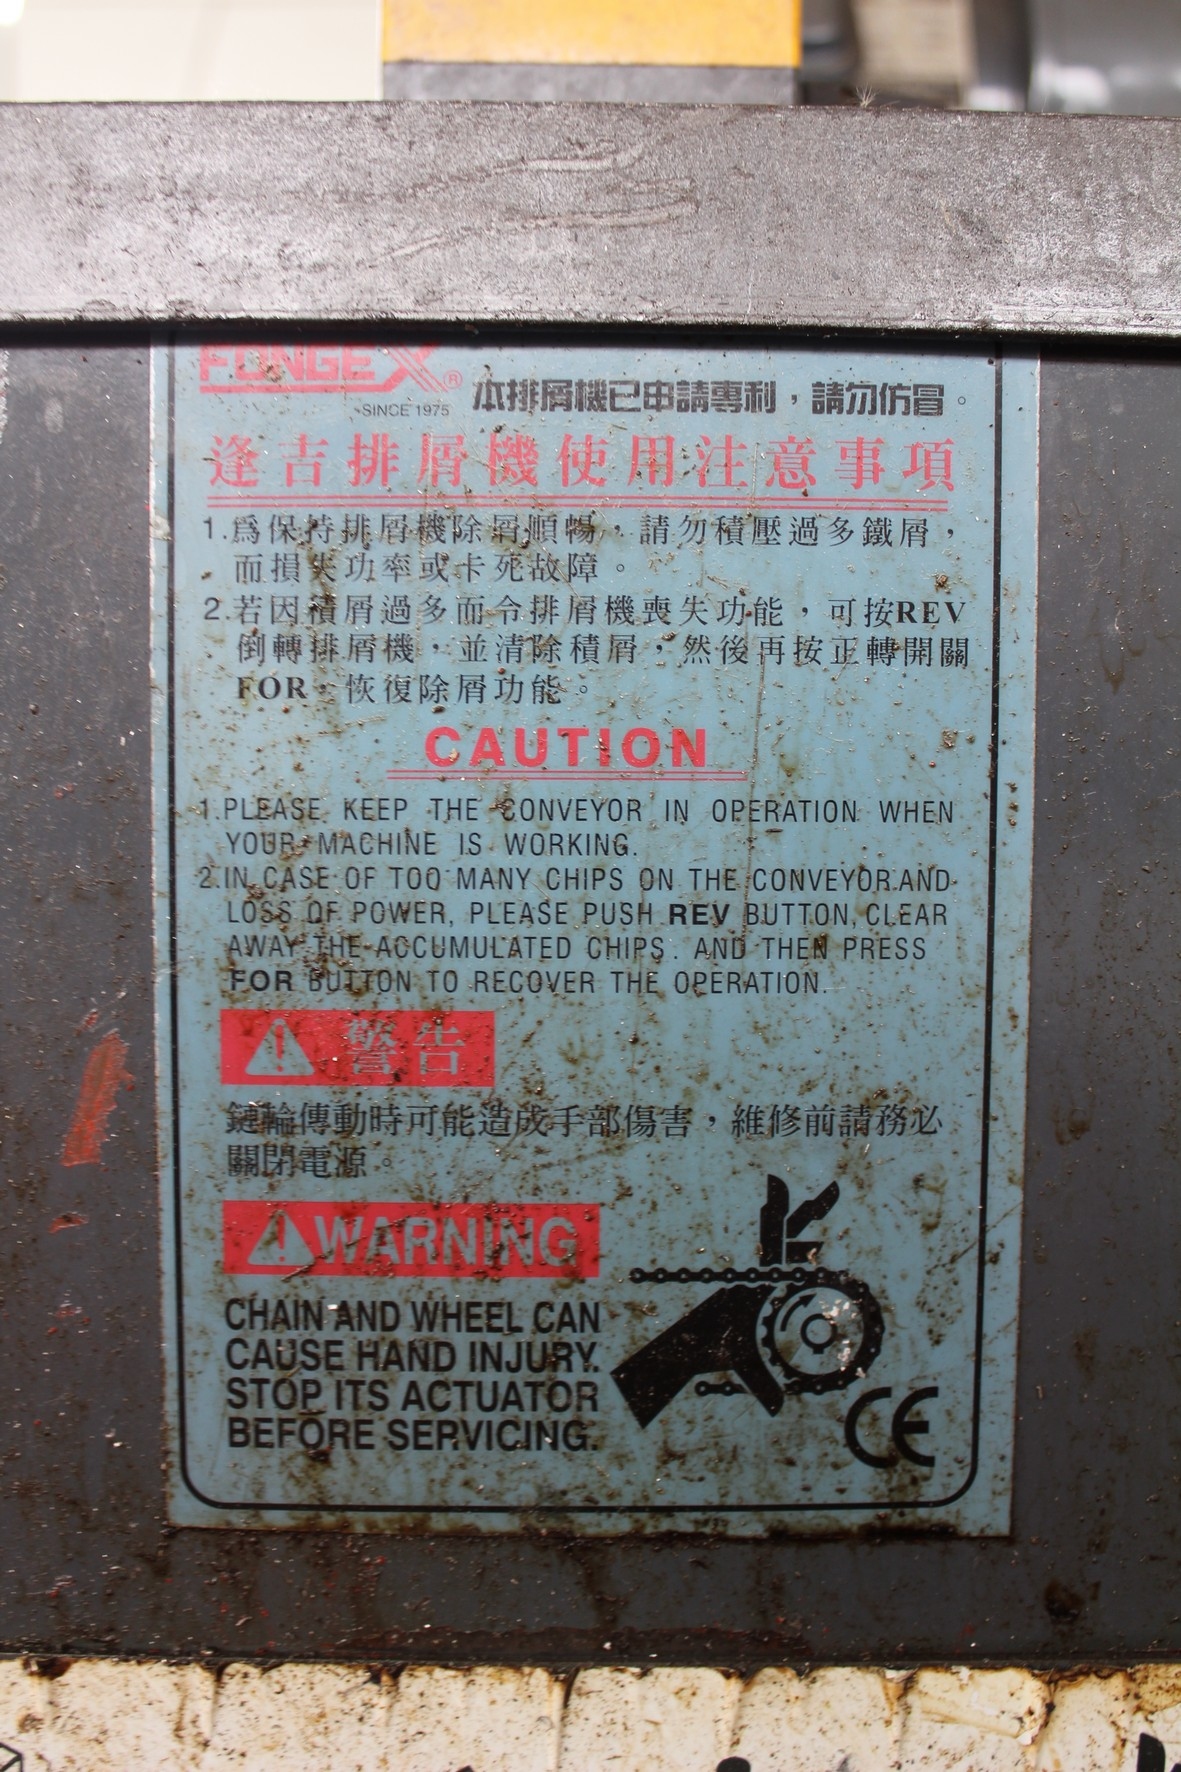 FONGEX®
SINCE 1975
本排屑機已申請專利，請勿仿冒。
逢吉排屑機使用注意事項
1.爲保持排屑機除屑順暢，請勿積壓過多鐵屑，
而損失功率或卡死故障。
2.若因積屑過多而令排屑機喪失功能，可按REV
倒轉排屑機，並清除積屑，然後再按正轉開關
FOR，恢復除屑功能。
CAUTION
1.PLEASE KEEP THE CONVEYOR IN OPERATION WHEN
YOUR MACHINE IS WORKING.
2.IN CASE OF TOO MANY CHIPS ON THE CONVEYOR AND
LOSS OF POWER, PLEASE PUSH REV BUTTON, CLEAR
AWAY THE ACCUMULATED CHIPS. AND THEN PRESS
FOR BUTTON TO RECOVER THE OPERATION.
警告
鏈輪傳動時可能造成手部傷害，維修前請務必
關閉電源。
WARNING
CHAIN AND WHEEL CAN
CAUSE HAND INJURY.
STOP ITS ACTUATOR
BEFORE SERVICING.
CE